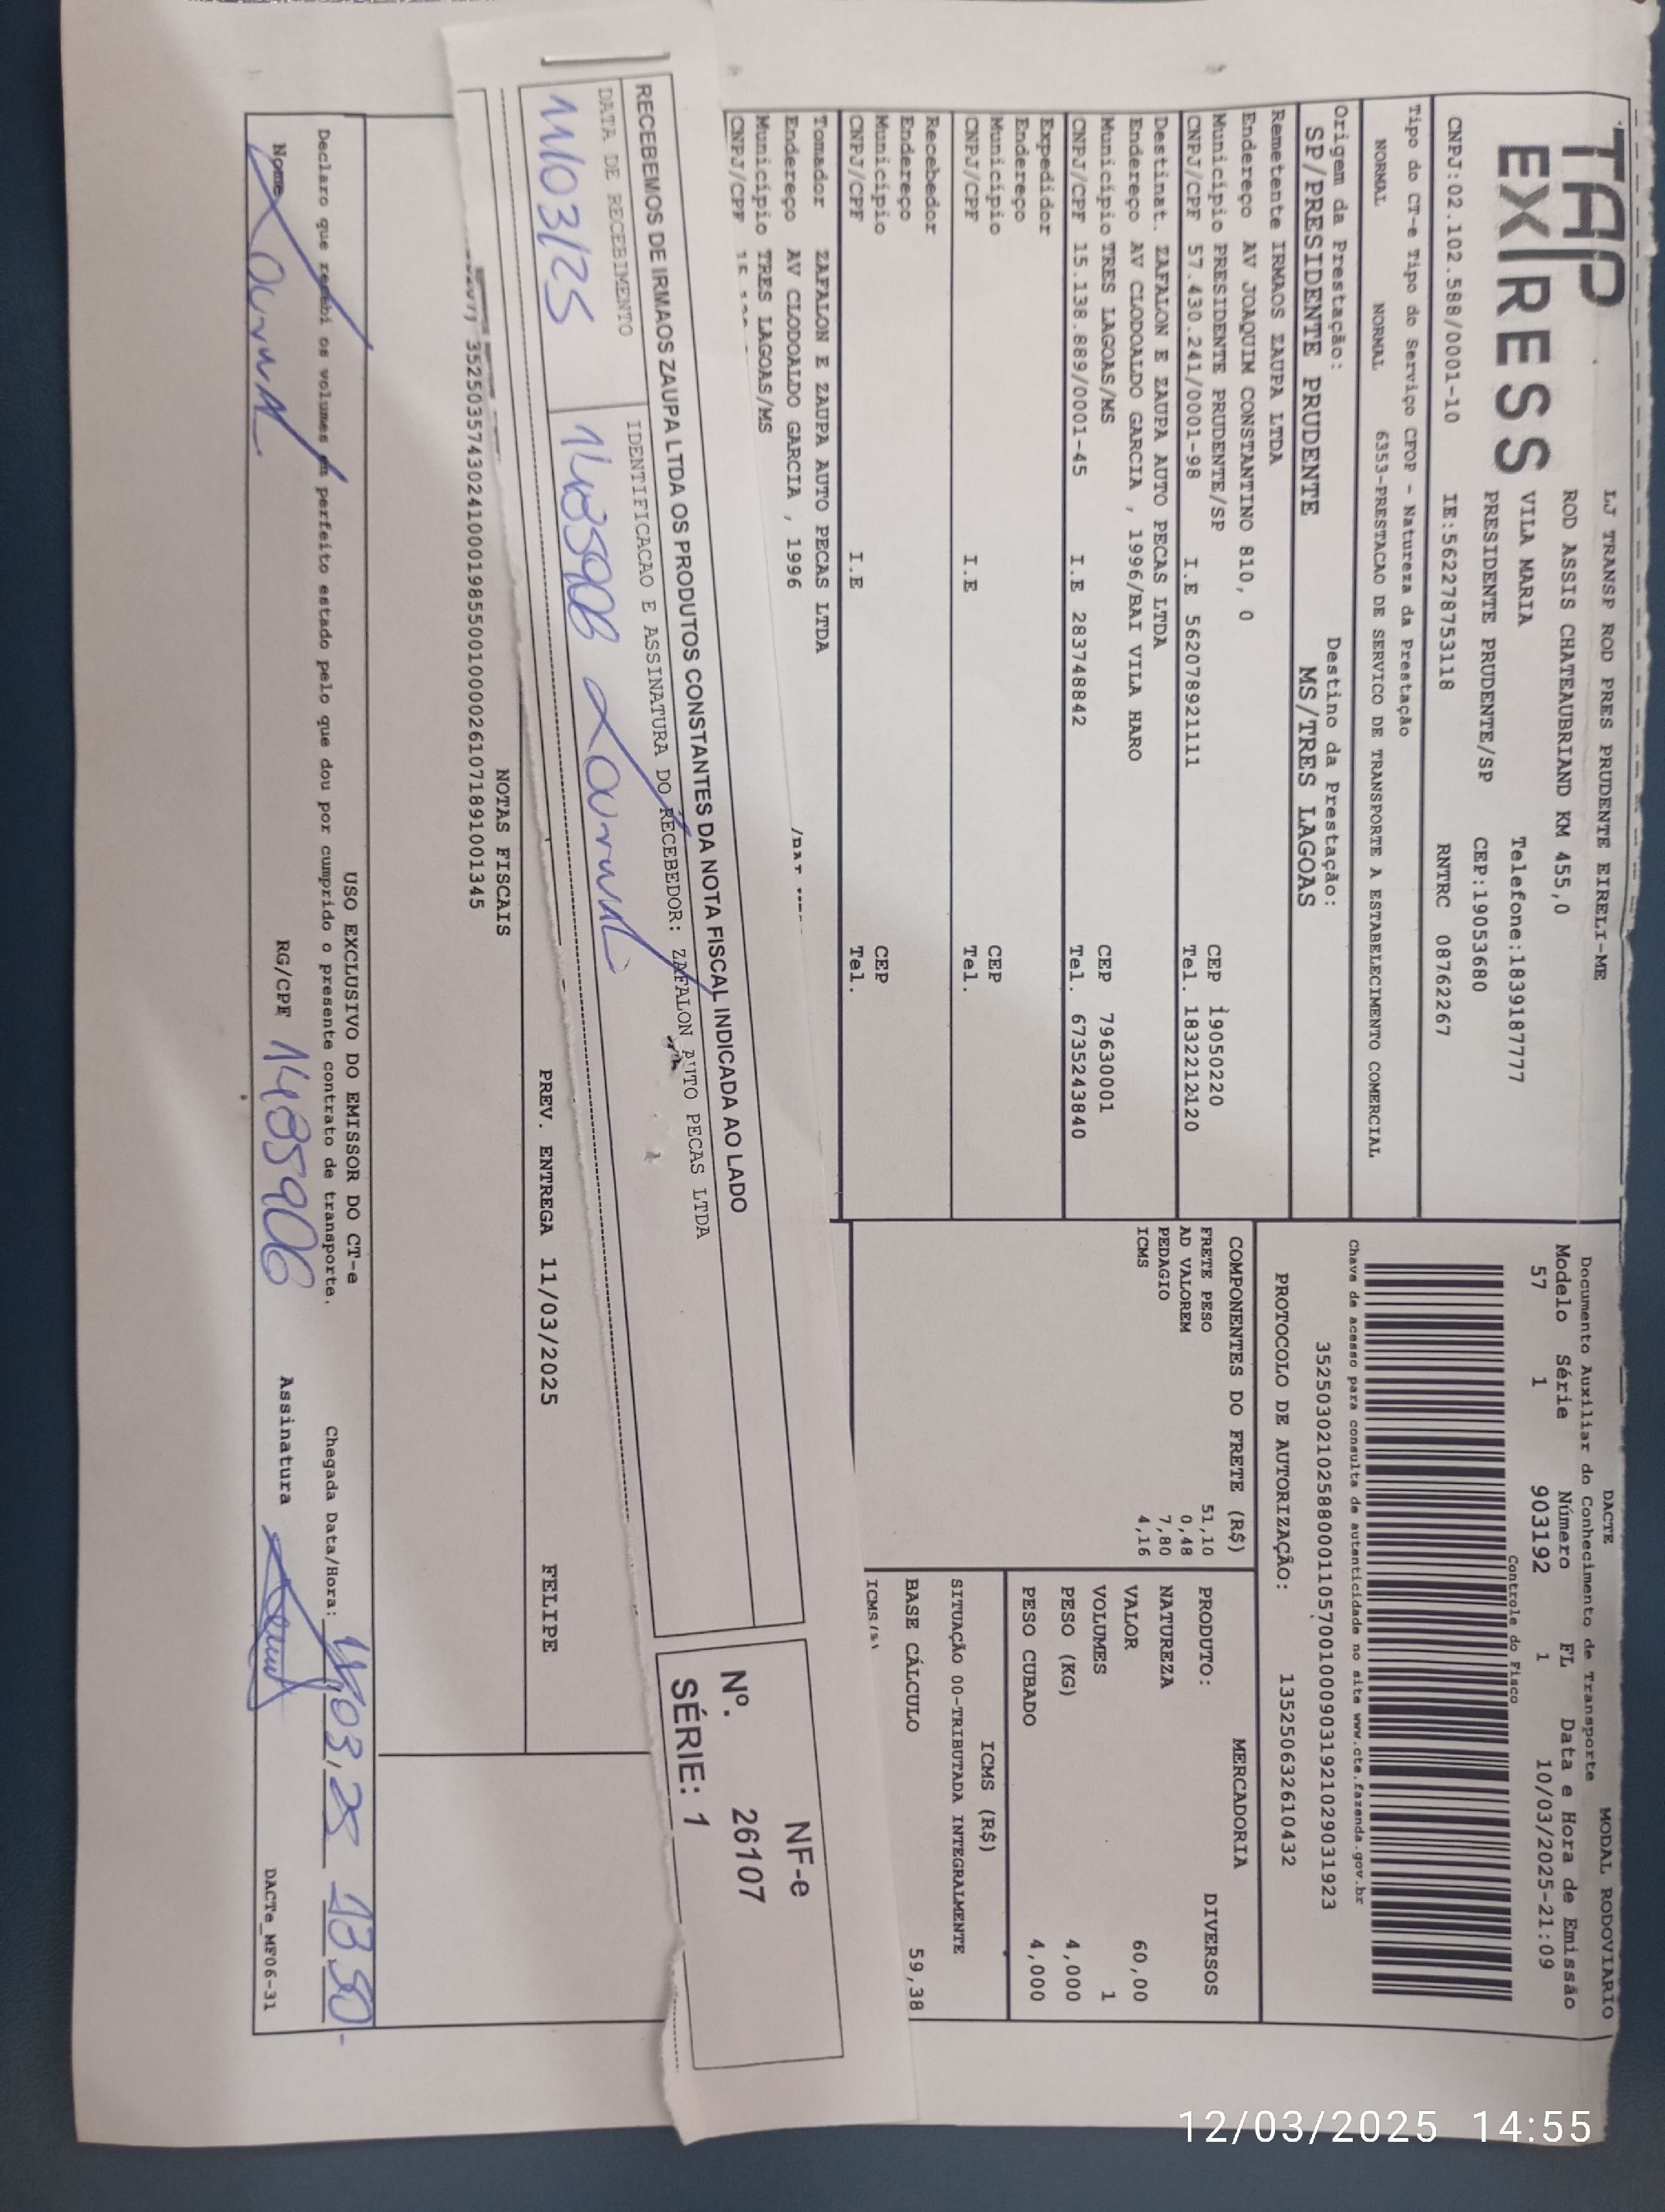 TAP
EXPRESS
LJ TRANSP ROD PRES PRUDENTE EIRELI-ME
ROD ASSIS CHATEAUBRIAND KM 455,0
VILA MARIA Telefone:1839187777
PRESIDENTE PRUDENTE/SP CEP:19053680
CNPJ:02.102.588/0001-10 IE:562278753118 RNTRC 08762267
DACTE MODAL RODOVIARIO
Documento Auxiliar do Conhecimento de Transporte
Modelo Série Número FL Data e Hora de Emissão
57 1 903192 1 10/03/2025-21:09
Controle do Fisco
Chave de acesso para consulta de autenticidade no site www.cte.fazenda.gov.br
35250302102588000110570010009031921029031923
PROTOCOLO DE AUTORIZAÇÃO: 135250632610432
Tipo do CT-e Tipo do Serviço CFOP - Natureza da Prestação
NORMAL NORMAL 6353-PRESTACAO DE SERVICO DE TRANSPORTE A ESTABELECIMENTO COMERCIAL
Origem da Prestação: Destino da Prestação:
SP/PRESIDENTE PRUDENTE MS/TRES LAGOAS
Remetente IRMAOS ZAUPA LTDA
Endereço AV JOAQUIM CONSTANTINO 810, 0
Município PRESIDENTE PRUDENTE/SP CEP 19050220
CNPJ/CPF 57.430.241/0001-98 I.E 562078921111 Tel. 1832212120
Destinat. ZAFALON E ZAUPA AUTO PECAS LTDA
Endereço AV CLODOALDO GARCIA , 1996/BAI VILA HARO
Município TRES LAGOAS/MS CEP 79630001
CNPJ/CPF 15.138.889/0001-45 I.E 283748842 Tel. 6735243840
Expedidor
Endereço
Município CEP
CNPJ/CPF I.E Tel.
Recebedor
Endereço
Município CEP
CNPJ/CPF I.E Tel.
Tomador ZAFALON E ZAUPA AUTO PECAS LTDA
Endereço AV CLODOALDO GARCIA , 1996
Município TRES LAGOAS/MS
CNPJ/CPF
COMPONENTES DO FRETE (R$)
FRETE PESO 51,10
AD VALOREM 0,48
PEDAGIO 7,80
ICMS 4,16
MERCADORIA
PRODUTO: DIVERSOS
NATUREZA
VALOR 60,00
VOLUMES 1
PESO (KG) 4,000
PESO CUBADO 4,000
ICMS (R$)
SITUAÇÃO 00-TRIBUTADA INTEGRALMENTE
BASE CÁLCULO 59,38
ICMS(%)
RECEBEMOS DE IRMAOS ZAUPA LTDA OS PRODUTOS CONSTANTES DA NOTA FISCAL INDICADA AO LADO
DATA DE RECEBIMENTO IDENTIFICACAO E ASSINATURA DO RECEBEDOR: ZAFALON AUTO PECAS LTDA
11/03/25 1485906
NF-e
Nº. 26107
SÉRIE: 1
PREV. ENTREGA 11/03/2025 FELIPE
NOTAS FISCAIS
35250357430241000198550010000261071891001345
USO EXCLUSIVO DO EMISSOR DO CT-e
Declaro que recebi os volumes em perfeito estado pelo que dou por cumprido o presente contrato de transporte.
Chegada Data/Hora: 11,03,25 13,50
Nome RG/CPF 1485906 Assinatura
DACTe_MF06-31
12/03/2025 14:55